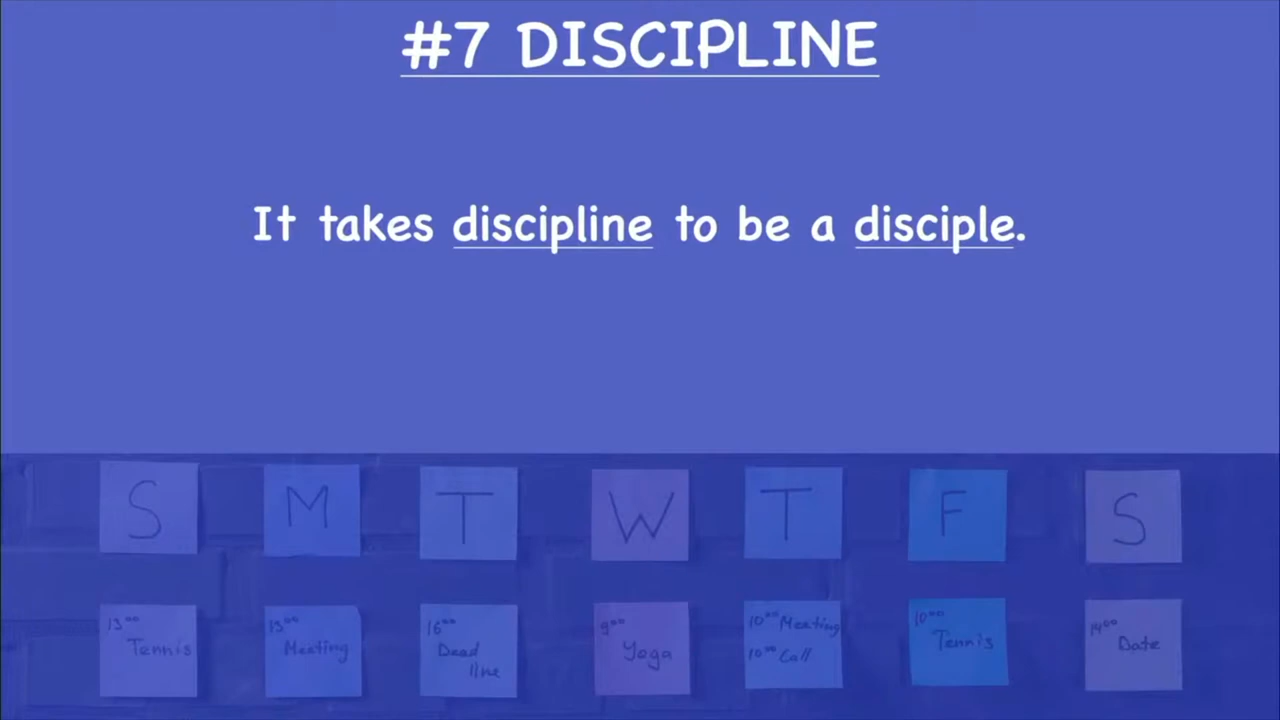 #7 DISCIPLINE
It takes discipline to be a disciple.
S M T W T F S
13⁰⁰ Tennis
13⁰⁰ Meeting
16⁰⁰ Dead line
9⁰⁰ Yoga
10⁰⁰ Meeting
10⁰⁰ Call
10⁰⁰ Tennis
14⁰⁰ Date